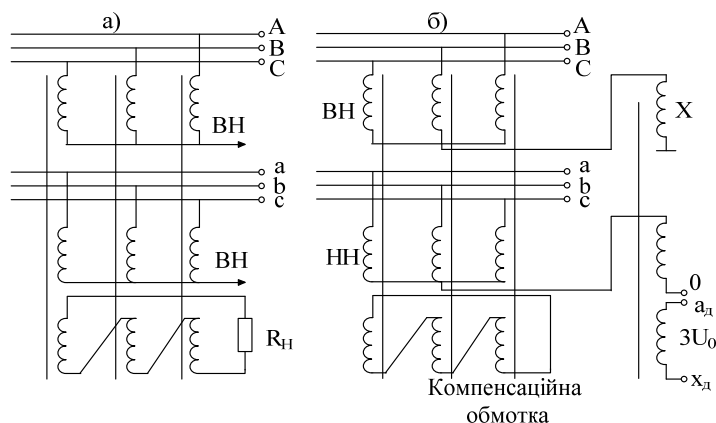 а)
A
B
C
ВН
a
b
c
ВН
RН
б)
A
B
C
ВН
X
a
b
c
НН
0
aд
3U0
xд
Компенсаційна
обмотка